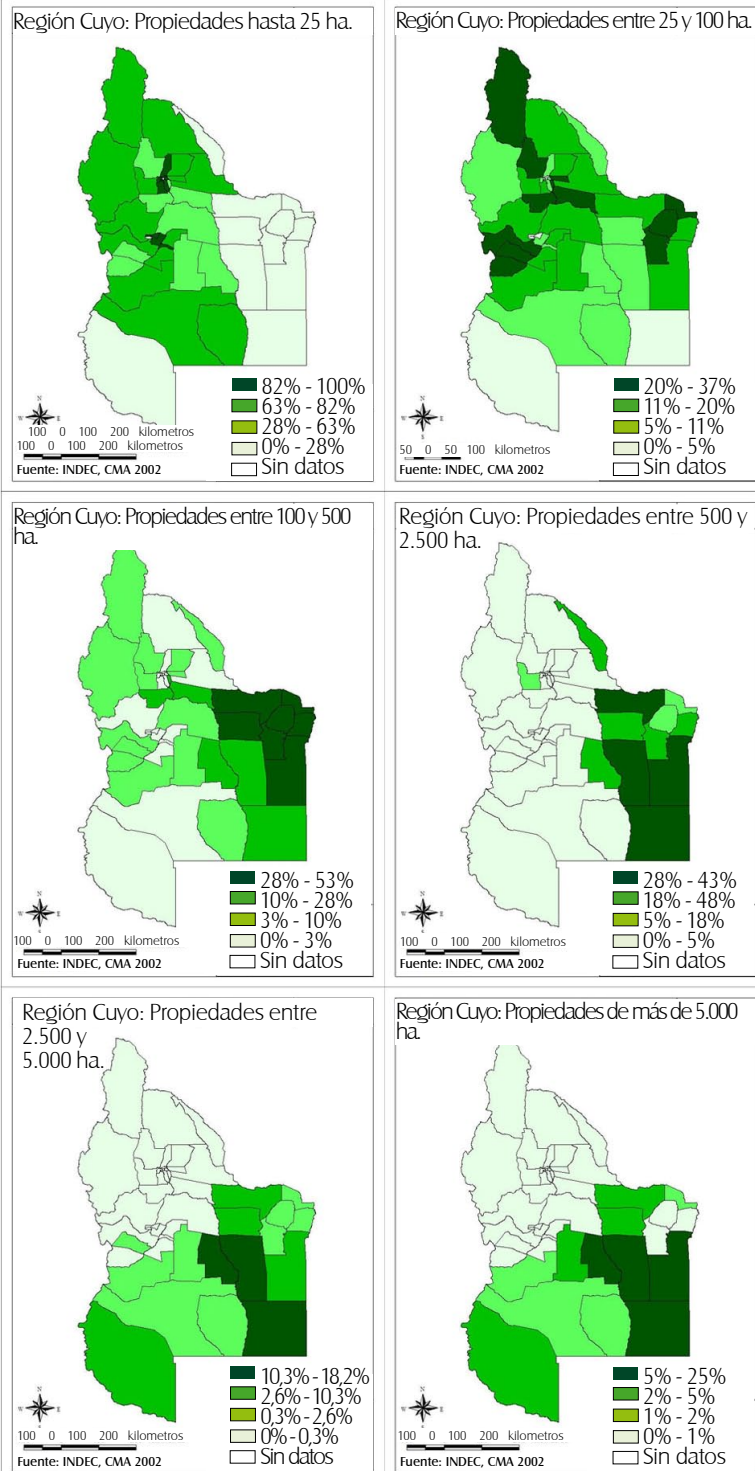 Región Cuyo: Propiedades hasta 25 ha.
N
W E
S
82% - 100%
63% - 82%
28% - 63%
0% - 28%
Sin datos
100 0 100 200 kilometros
100 0 100 200 kilometros
Fuente: INDEC, CMA 2002
Región Cuyo: Propiedades entre 25 y 100 ha.
N
W E
S
20% - 37%
11% - 20%
5% - 11%
0% - 5%
Sin datos
50 0 50 100 kilometros
Fuente: INDEC, CMA 2002
Región Cuyo: Propiedades entre 100 y 500
ha.
N
W E
S
28% - 53%
10% - 28%
3% - 10%
0% - 3%
Sin datos
100 0 100 200 kilometros
Fuente: INDEC, CMA 2002
Región Cuyo: Propiedades entre 500 y
2.500 ha.
N
W E
S
28% - 43%
18% - 48%
5% - 18%
0% - 5%
Sin datos
100 0 100 200 kilometros
Fuente: INDEC, CMA 2002
Región Cuyo: Propiedades entre
2.500 y
5.000 ha.
N
W E
S
10,3% - 18,2%
2,6% - 10,3%
0,3% - 2,6%
0% - 0,3%
Sin datos
100 0 100 200 kilometros
Fuente: INDEC, CMA 2002
Región Cuyo: Propiedades de más de 5.000
ha.
N
W E
S
5% - 25%
2% - 5%
1% - 2%
0% - 1%
Sin datos
100 0 100 200 kilometros
Fuente: INDEC, CMA 2002